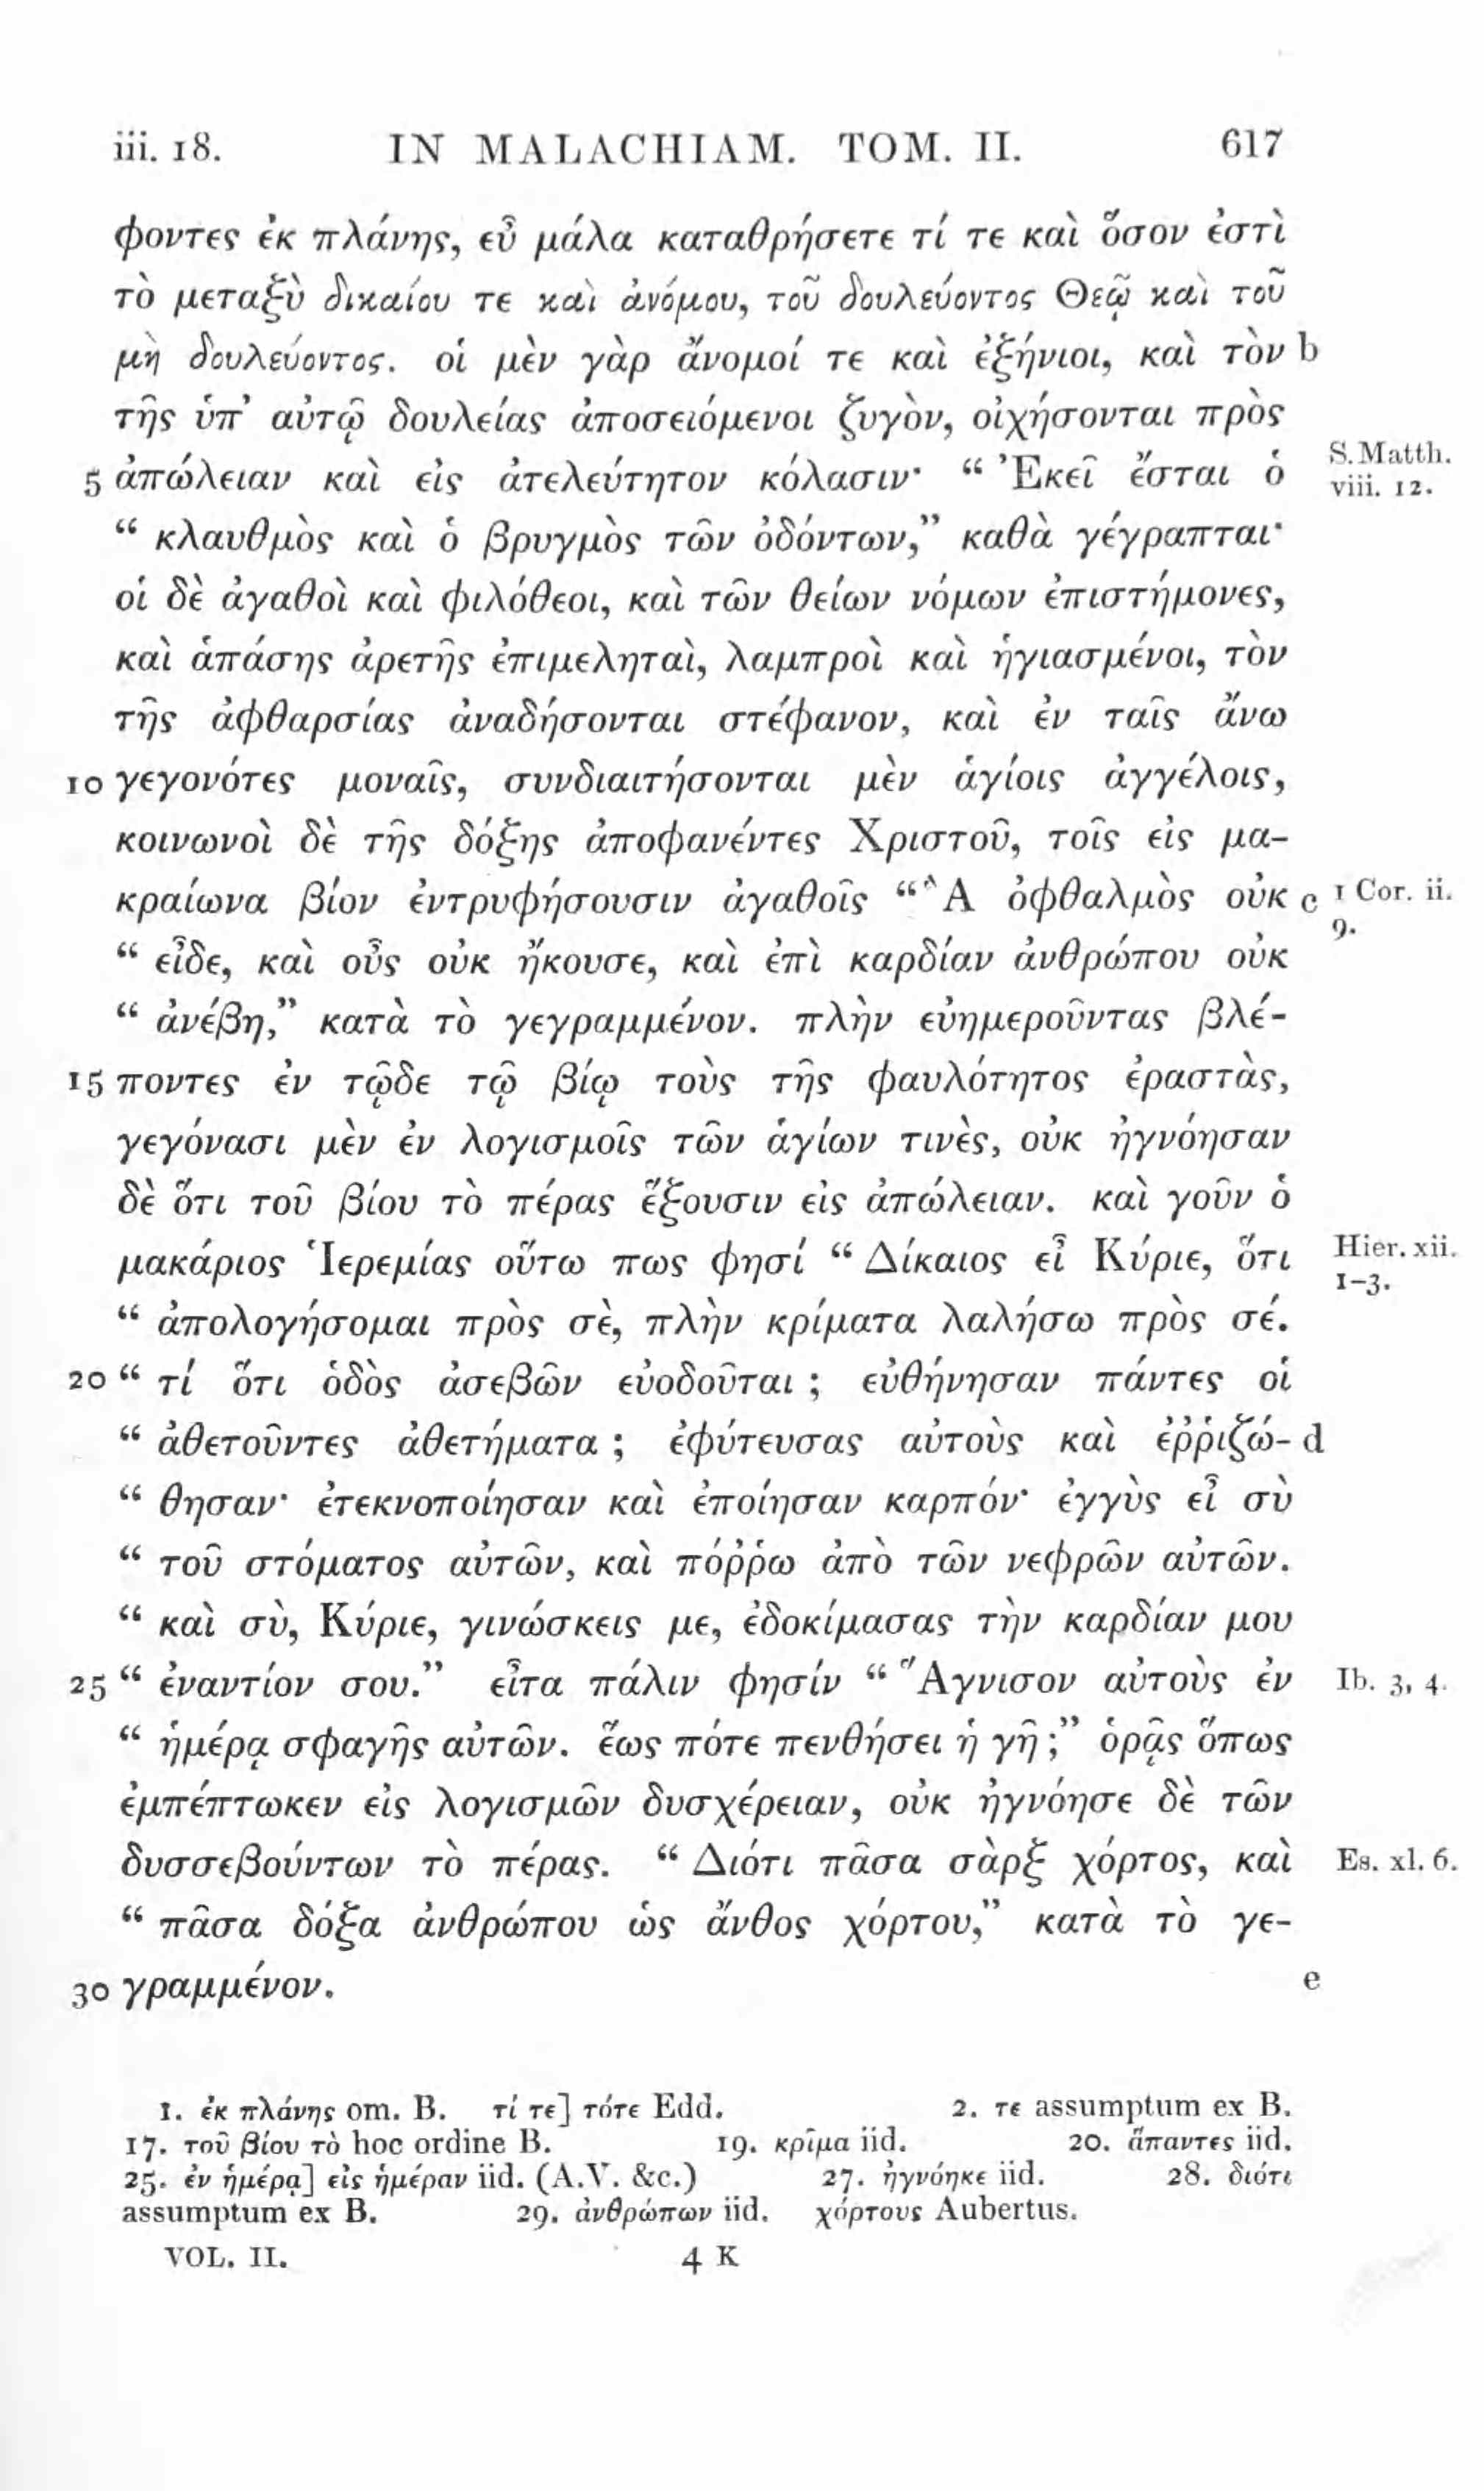 iii. 18. IN MALACHIAM. TOM. II. 617
φοντες ἐκ πλάνης, εὖ μάλα καταθρήσετε τί τε καὶ ὅσον ἐστὶ
τὸ μεταξὺ δικαίου τε καὶ ἀνόμου, τοῦ δουλεύοντος Θεῷ καὶ τοῦ
μὴ δουλεύοντος. οἱ μὲν γὰρ ἄνομοί τε καὶ ἐξήνιοι, καὶ τὸν b
τῆς ὑπ’ αὐτῷ δουλείας ἀποσειόμενοι ζυγὸν, οἰχήσονται πρὸς
5 ἀπώλειαν καὶ εἰς ἀτελεύτητον κόλασιν· “ Ἐκεῖ ἔσται ὁ S. Matth. viii. 12.
“ κλαυθμὸς καὶ ὁ βρυγμὸς τῶν ὀδόντων,” καθὰ γέγραπται·
οἱ δὲ ἀγαθοὶ καὶ φιλόθεοι, καὶ τῶν θείων νόμων ἐπιστήμονες,
καὶ ἁπάσης ἀρετῆς ἐπιμεληταὶ, λαμπροὶ καὶ ἡγιασμένοι, τὸν
τῆς ἀφθαρσίας ἀναδήσονται στέφανον, καὶ ἐν ταῖς ἄνω
10 γεγονότες μοναῖς, συνδιαιτήσονται μὲν ἁγίοις ἀγγέλοις,
κοινωνοὶ δὲ τῆς δόξης ἀποφανέντες Χριστοῦ, τοῖς εἰς μα-
κραίωνα βίον ἐντρυφήσουσιν ἀγαθοῖς “ Ἃ ὀφθαλμὸς οὐκ c 1 Cor. ii. 9.
“ εἶδε, καὶ οὖς οὐκ ἤκουσε, καὶ ἐπὶ καρδίαν ἀνθρώπου οὐκ
“ ἀνέβη,” κατὰ τὸ γεγραμμένον. πλὴν εὐημεροῦντας βλέ-
15 ποντες ἐν τῷδε τῷ βίῳ τοὺς τῆς φαυλότητος ἐραστὰς,
γεγόνασι μὲν ἐν λογισμοῖς τῶν ἁγίων τινὲς, οὐκ ἠγνόησαν
δὲ ὅτι τοῦ βίου τὸ πέρας ἕξουσιν εἰς ἀπώλειαν. καὶ γοῦν ὁ
μακάριος Ἱερεμίας οὕτω πως φησί “ Δίκαιος εἶ Κύριε, ὅτι Hier. xii. 1-3.
“ ἀπολογήσομαι πρὸς σὲ, πλὴν κρίματα λαλήσω πρὸς σέ.
20 “ τί ὅτι ὁδὸς ἀσεβῶν εὐοδοῦται ; εὐθήνησαν πάντες οἱ
“ ἀθετοῦντες ἀθετήματα ; ἐφύτευσας αὐτοὺς καὶ ἐῤῥιζώ- d
“ θησαν· ἐτεκνοποίησαν καὶ ἐποίησαν καρπόν· ἐγγὺς εἶ σὺ
“ τοῦ στόματος αὐτῶν, καὶ πόῤῥω ἀπὸ τῶν νεφρῶν αὐτῶν.
“ καὶ σὺ, Κύριε, γινώσκεις με, ἐδοκίμασας τὴν καρδίαν μου
25 “ ἐναντίον σου.” εἶτα πάλιν φησίν “ Ἅγνισον αὐτοὺς ἐν Ib. 3, 4.
“ ἡμέρᾳ σφαγῆς αὐτῶν. ἕως πότε πενθήσει ἡ γῆ ;” ὁρᾷς ὅπως
ἐμπέπτωκεν εἰς λογισμῶν δυσχέρειαν, οὐκ ἠγνόησε δὲ τῶν
δυσσεβούντων τὸ πέρας. “ Διότι πᾶσα σὰρξ χόρτος, καὶ Es. xl. 6.
“ πᾶσα δόξα ἀνθρώπου ὡς ἄνθος χόρτου,” κατὰ τὸ γε-
30 γραμμένον. e
1. ἐκ πλάνης om. B. τί τε] τότε Edd. 2. τε assumptum ex B.
17. τοῦ βίου τὸ hoc ordine B. 19. κρῖμα iid. 20. ἅπαντες iid.
25. ἐν ἡμέρᾳ] εἰς ἡμέραν iid. (A.V. &c.) 27. ἠγνόηκε iid. 28. διότι
assumptum ex B. 29. ἀνθρώπων iid. χόρτους Aubertus.
VOL. II. 4 K